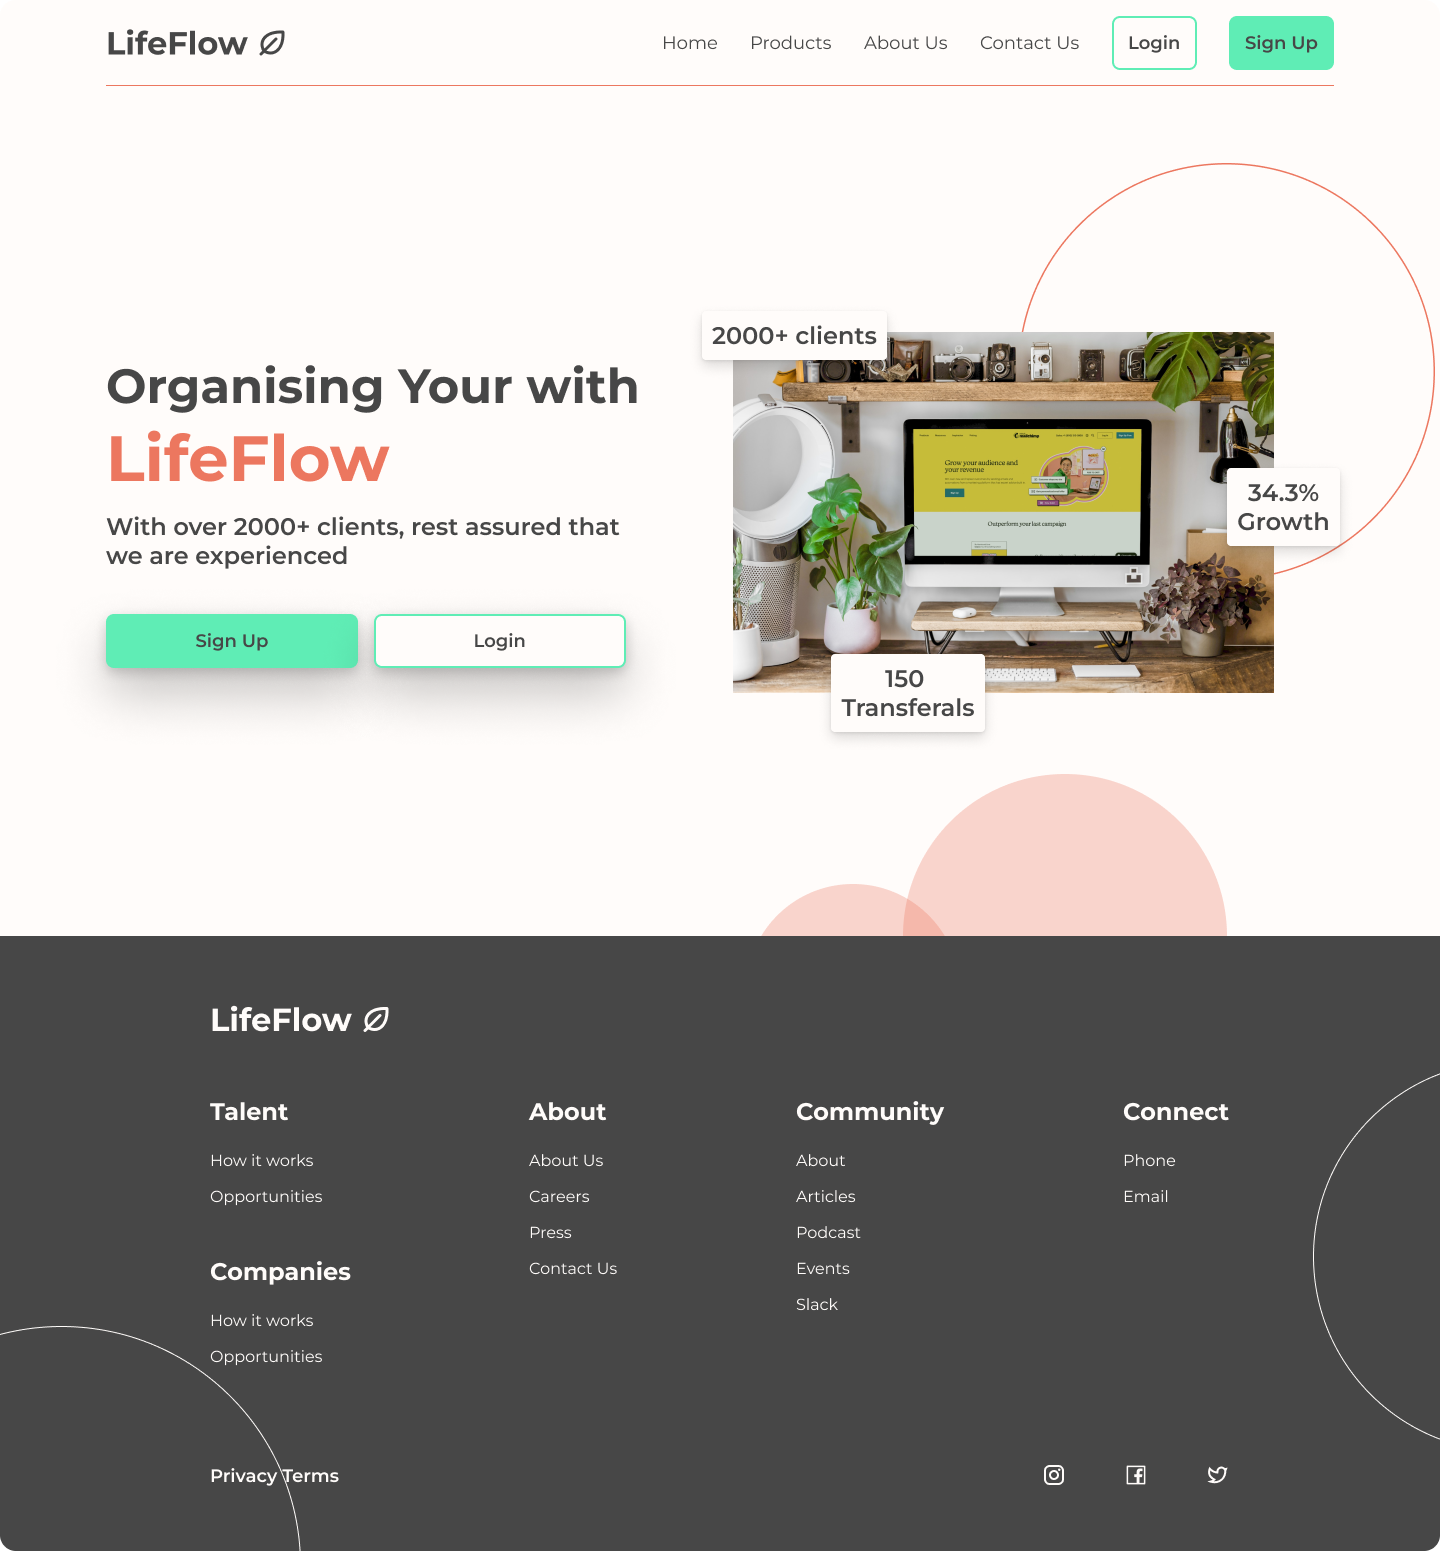 LifeFlow
Home
Products
About Us
Contact Us
Login
Sign Up
2000+ clients
Organising Your with
LifeFlow
With over 2000+ clients, rest assured that
we are experienced
Sign Up
Login
Grow your audience and
your revenue
Outperform your last campaign
34.3%
Growth
150
Transferals
LifeFlow
Talent
How it works
Opportunities
Companies
How it works
Opportunities
About
About Us
Careers
Press
Contact Us
Community
About
Articles
Podcast
Events
Slack
Connect
Phone
Email
Privacy Terms